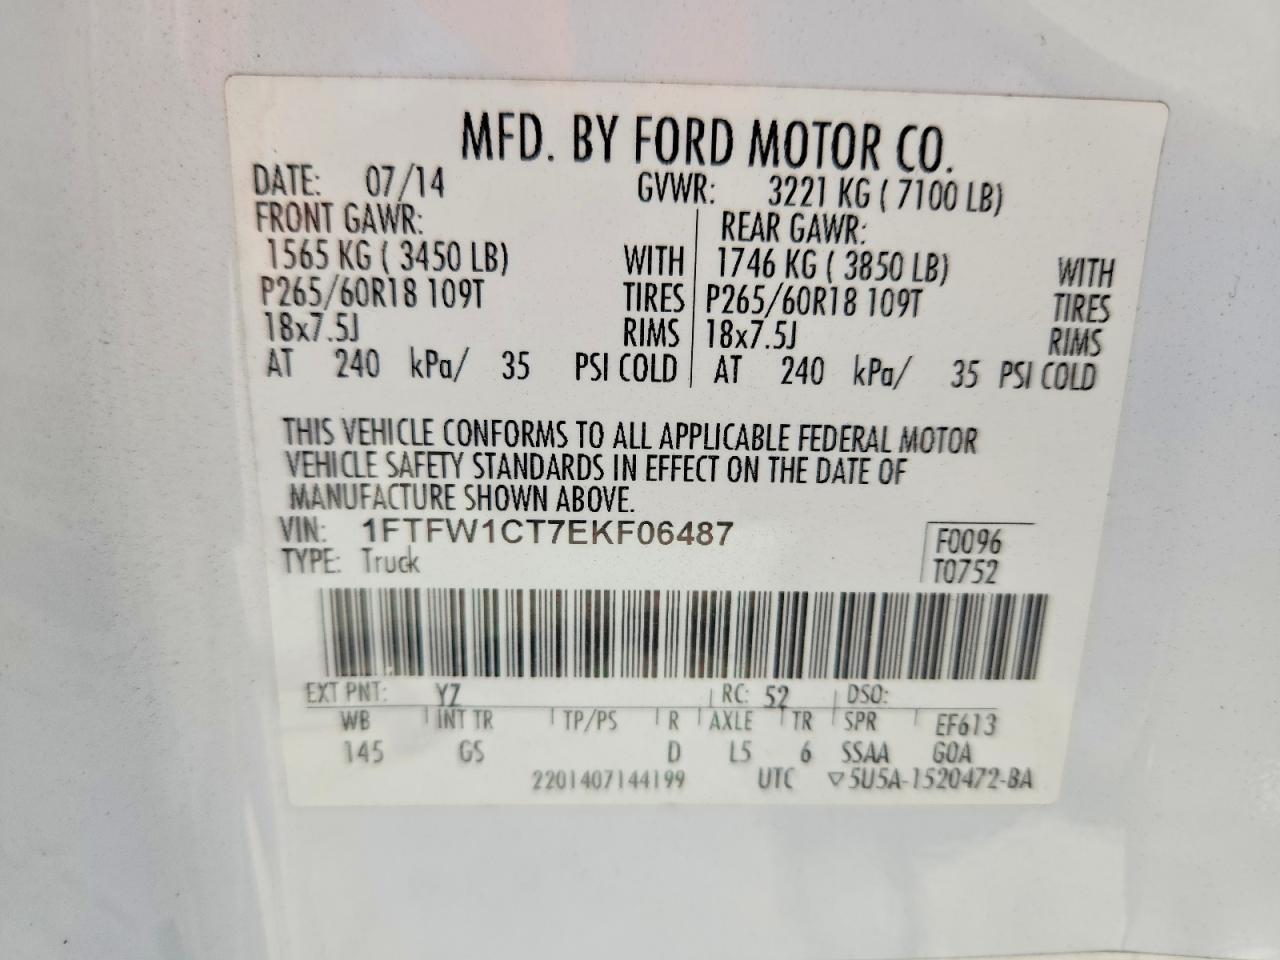 MFD. BY FORD MOTOR CO.
DATE: 07/14 GVWR: 3221 KG ( 7100 LB)
FRONT GAWR: REAR GAWR:
1565 KG ( 3450 LB) WITH 1746 KG ( 3850 LB) WITH
P265/60R18 109T TIRES P265/60R18 109T TIRES
18x7.5J RIMS 18x7.5J RIMS
AT 240 kPa/ 35 PSI COLD AT 240 kPa/ 35 PSI COLD
THIS VEHICLE CONFORMS TO ALL APPLICABLE FEDERAL MOTOR
VEHICLE SAFETY STANDARDS IN EFFECT ON THE DATE OF
MANUFACTURE SHOWN ABOVE.
VIN: 1FTFW1CT7EKF06487 F0096
TYPE: Truck T0752
EXT PNT: YZ RC: 52 DSO:
WB INT TR TP/PS R AXLE TR SPR EF613
145 GS D L5 6 SSAA GOA
2201407144199 UTC ▽5U5A-1520472-BA